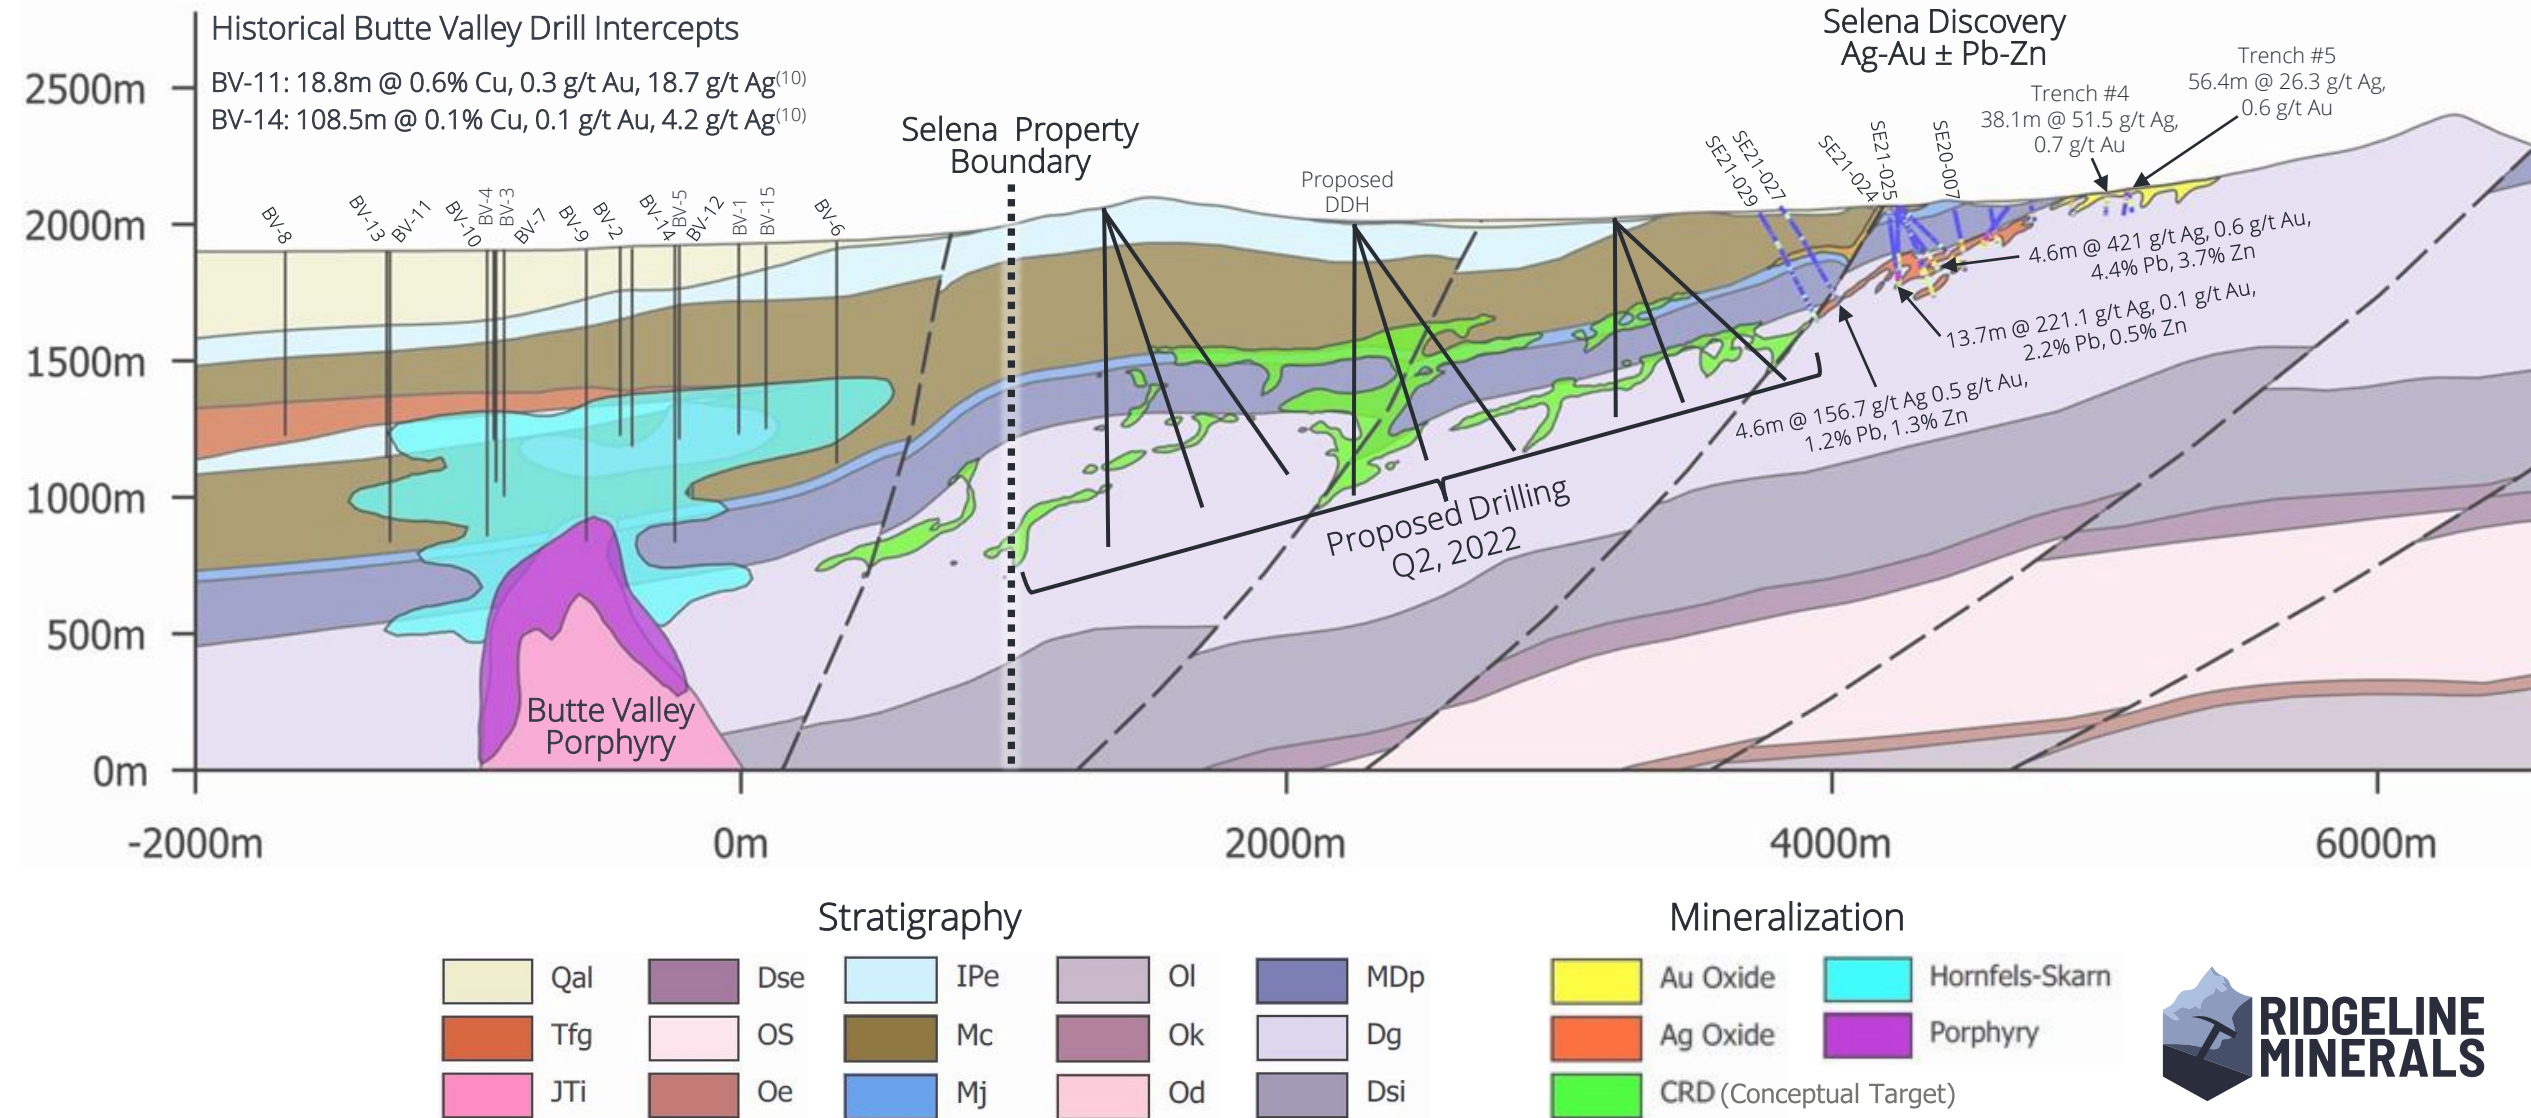 Historical Butte Valley Drill Intercepts
BV-11: 18.8m @ 0.6% Cu, 0.3 g/t Au, 18.7 g/t Ag(10)
BV-14: 108.5m @ 0.1% Cu, 0.1 g/t Au, 4.2 g/t Ag(10)
Selena Property
Boundary
Selena Discovery
Ag-Au ± Pb-Zn
Trench #5
56.4m @ 26.3 g/t Ag,
0.6 g/t Au
Trench #4
38.1m @ 51.5 g/t Ag,
0.7 g/t Au
Proposed
DDH
2500m
2000m
1500m
1000m
500m
0m
BV-8
BV-13
BV-11
BV-10
BV-4
BV-3
BV-7
BV-9
BV-2
BV-14
BV-5
BV-12
BV-1
BV-15
BV-6
SE21-029
SE21-027
SE21-024
SE21-025
SE20-007
4.6m @ 421 g/t Ag, 0.6 g/t Au,
4.4% Pb, 3.7% Zn
13.7m @ 221.1 g/t Ag, 0.1 g/t Au,
2.2% Pb, 0.5% Zn
4.6m @ 156.7 g/t Ag 0.5 g/t Au,
1.2% Pb, 1.3% Zn
Proposed Drilling
Q2, 2022
Butte Valley
Porphyry
-2000m
0m
2000m
4000m
6000m
Stratigraphy
Qal
Dse
IPe
Ol
MDp
Tfg
OS
Mc
Ok
Dg
JTi
Oe
Mj
Od
Dsi
Mineralization
Au Oxide
Hornfels-Skarn
Ag Oxide
Porphyry
CRD (Conceptual Target)
RIDGELINE
MINERALS